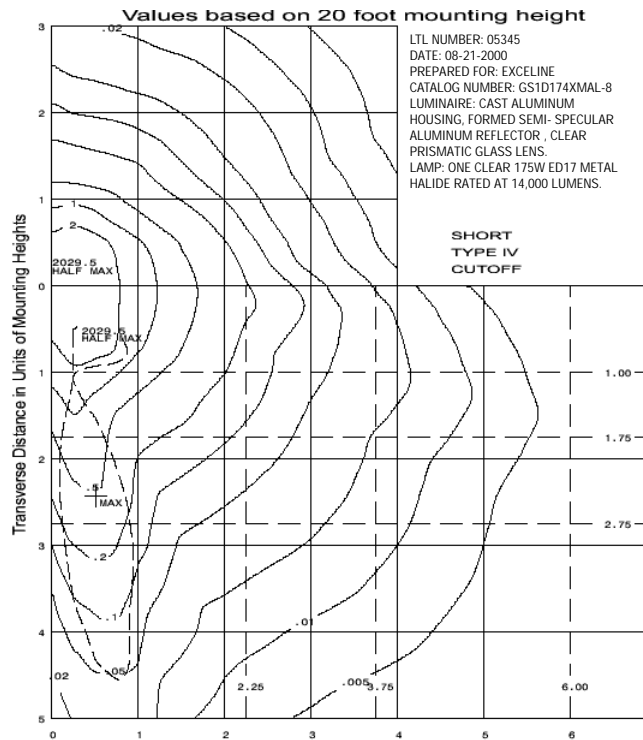 Values based on 20 foot mounting height
LTL NUMBER: 05345
DATE: 08-21-2000
PREPARED FOR: EXCELINE
CATALOG NUMBER: GS1D174XMAL-8
LUMINAIRE: CAST ALUMINUM
HOUSING, FORMED SEMI- SPECULAR
ALUMINUM REFLECTOR , CLEAR
PRISMATIC GLASS LENS.
LAMP: ONE CLEAR 175W ED17 METAL
HALIDE RATED AT 14,000 LUMENS.
SHORT
TYPE IV
CUTOFF
Transverse Distance in Units of Mounting Heights
3
2
1
0
1
2
3
4
5
.02
1
2
2029.5
HALF MAX
2029.5
HALF MAX
1.00
1.75
.5
MAX
2.75
.2
.1
.01
.02
.05
.005
2.25
3.75
6.00
0
1
2
3
4
5
6